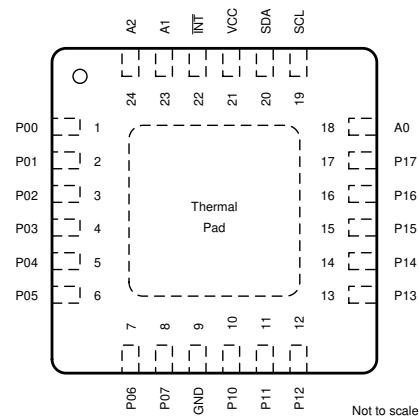 A2 A1 INT VCC SDA SCL
24 23 22 21 20 19
P00 1 18 A0
P01 2 17 P17
P02 3 16 P16
P03 4 15 P15
P04 5 14 P14
P05 6 13 P13
Thermal
Pad
7 8 9 10 11 12
P06 P07 GND P10 P11 P12
Not to scale